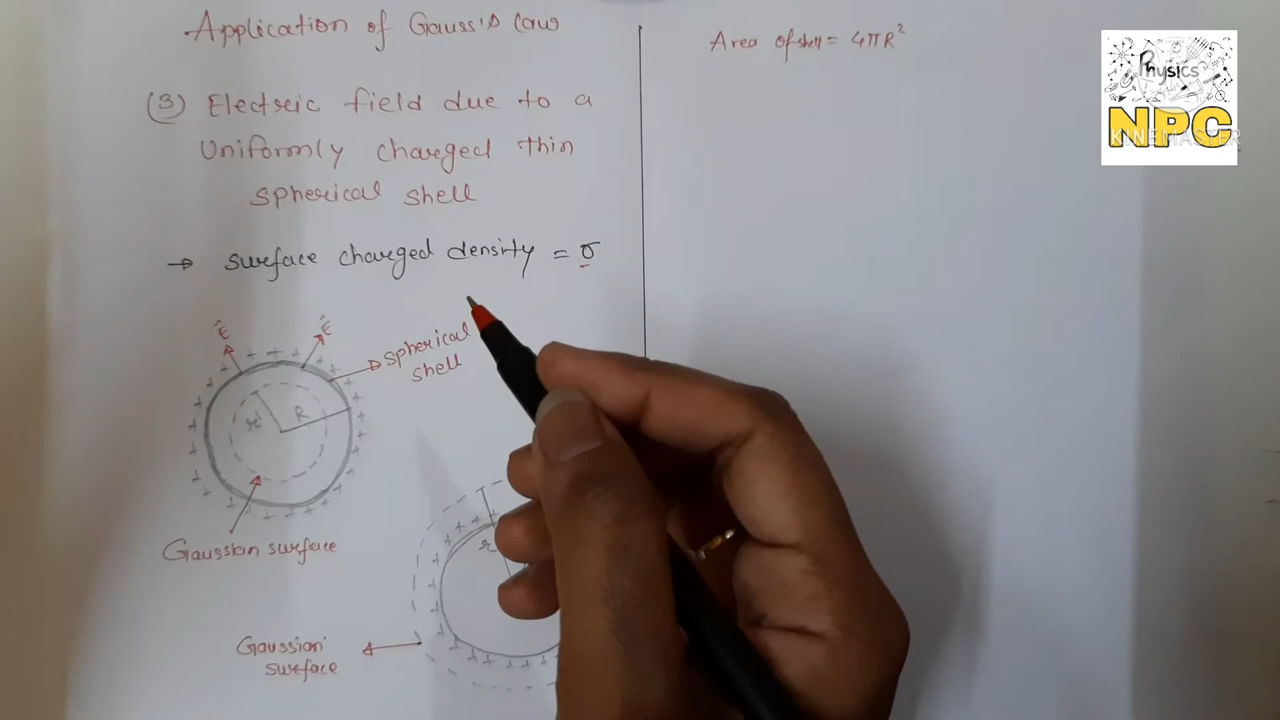 Application of Gauss's law
(3) Electric field due to a
Uniformly charged thin
spherical shell
→ surface charged density = σ
Ê
Ê
spherical
shell
r
R
Gaussian surface
r
Gaussian
surface
Area of shell = 4πR²
Physics
NPC
KINEMASTER